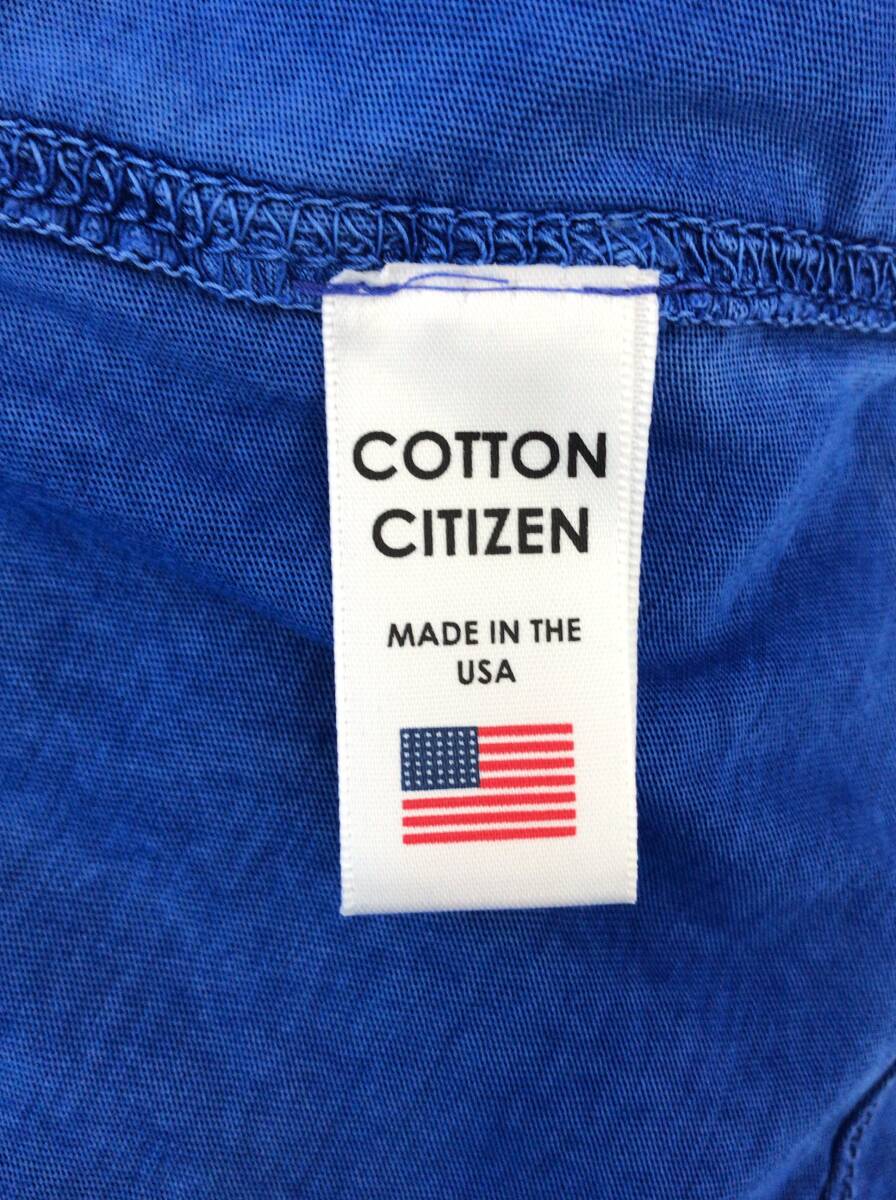 COTTON
CITIZEN
MADE IN THE
USA